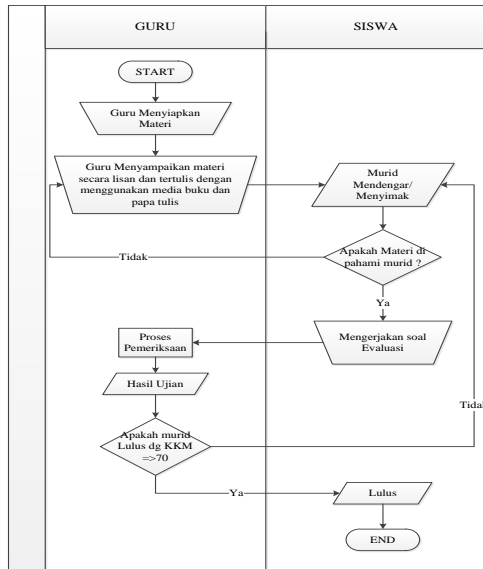 GURU
SISWA
START
Guru Menyiapkan
Materi
Guru Menyampaikan materi
secara lisan dan tertulis dengan
menggunakan media buku dan
papa tulis
Murid
Mendengar/
Menyimak
Apakah Materi di
pahami murid ?
Tidak
Ya
Mengerjakan soal
Evaluasi
Proses
Pemeriksaan
Hasil Ujian
Apakah murid
Lulus dg KKM
=>70
Tidak
Ya
Lulus
END